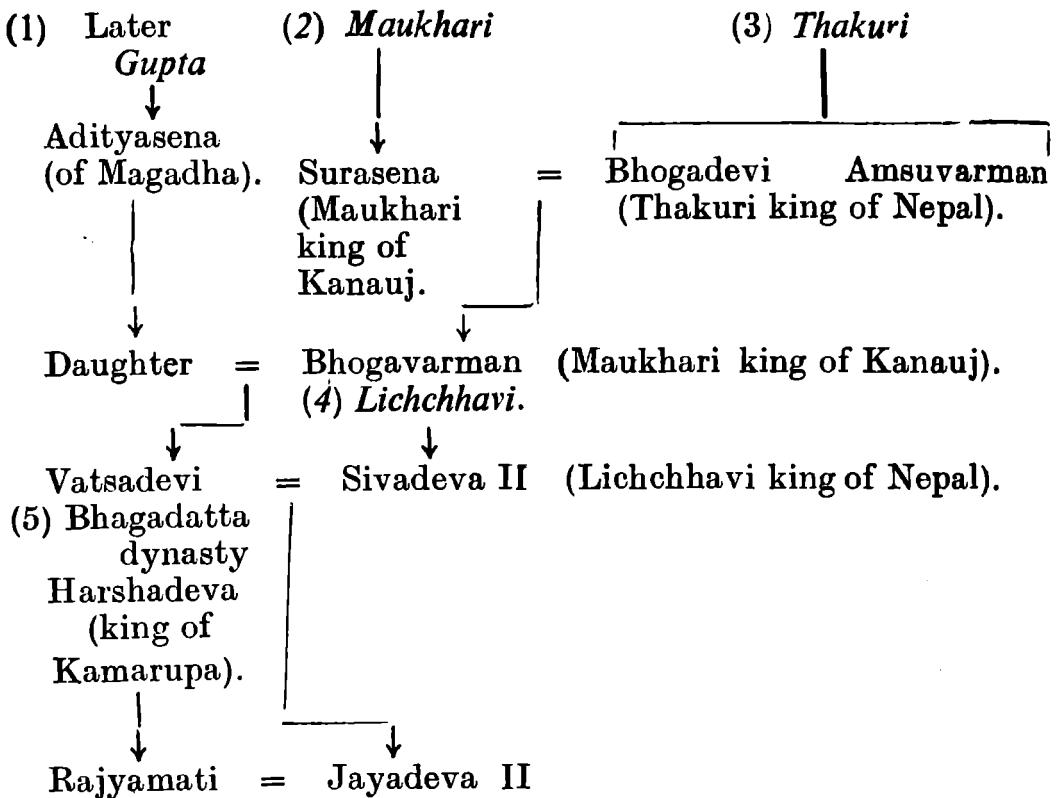 (1) Later (2) Maukhari (3) Thakuri
Gupta
Adityasena
(of Magadha). Surasena = Bhogadevi Amsuvarman
(Maukhari (Thakuri king of Nepal).
king of
Kanauj.
Daughter = Bhogavarman (Maukhari king of Kanauj).
(4) Lichchhavi.
Vatsadevi = Sivadeva II (Lichchhavi king of Nepal).
(5) Bhagadatta
dynasty
Harshadeva
(king of
Kamarupa).
Rajyamati = Jayadeva II